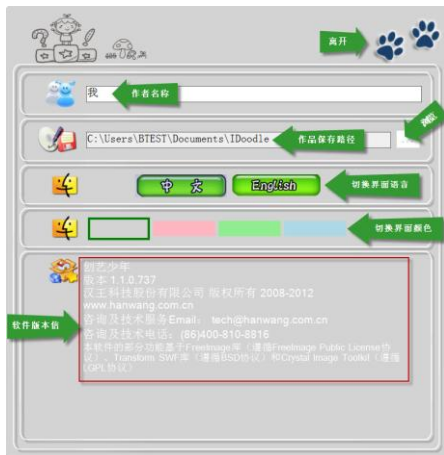 离开
我
作者名称
C:\Users\BTEST\Documents\IDoodle
作品保存路径
中 文
English
切换界面语言
切换界面颜色
创艺少年
版本 1.1.0.737
汉王科技股份有限公司 版权所有 2008-2012
www.hanwang.com.cn
咨询及技术服务Email: tech@hanwang.com.cn
咨询及技术电话: (86)400-810-8816
本软件的部分功能基于FreeImage库（遵循FreeImage Public License协
议）、Transform SWF库（遵循BSD协议）和Crystal Image Toolkit（遵循
LGPL协议）
软件版本信